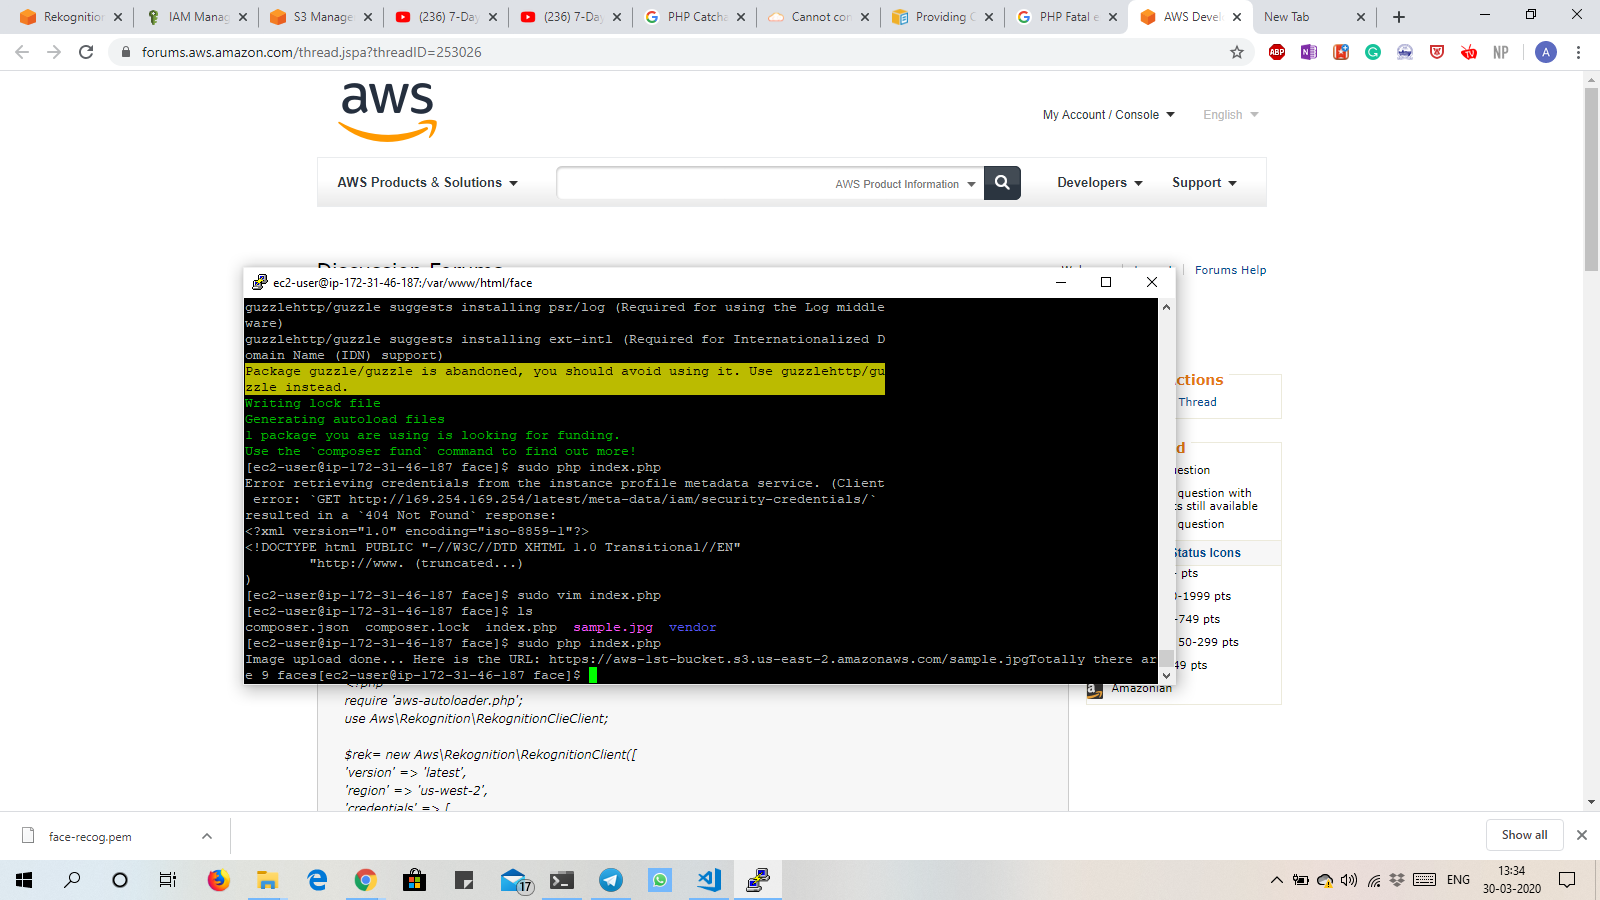 Rekognition
IAM Manag
S3 Manage
(236) 7-Day
(236) 7-Day
PHP Catcha
Cannot con
Providing C
PHP Fatal e
AWS Devel
New Tab
forums.aws.amazon.com/thread.jspa?threadID=253026
ABP
N
G
TV
NP
A
aws
My Account / Console
English
AWS Products & Solutions
AWS Product Information
Developers
Support
Discussion Forums
Forums Help
ec2-user@ip-172-31-46-187:/var/www/html/face
guzzlehttp/guzzle suggests installing psr/log (Required for using the Log middle
ware)
guzzlehttp/guzzle suggests installing ext-intl (Required for Internationalized D
omain Name (IDN) support)
Package guzzle/guzzle is abandoned, you should avoid using it. Use guzzlehttp/gu
zzle instead.
Writing lock file
Generating autoload files
1 package you are using is looking for funding.
Use the `composer fund` command to find out more!
[ec2-user@ip-172-31-46-187 face]$ sudo php index.php
Error retrieving credentials from the instance profile metadata service. (Client
 error: `GET http://169.254.169.254/latest/meta-data/iam/security-credentials/`
resulted in a `404 Not Found` response:
<?xml version="1.0" encoding="iso-8859-1"?>
<!DOCTYPE html PUBLIC "-//W3C//DTD XHTML 1.0 Transitional//EN"
"http://www. (truncated...)
)
[ec2-user@ip-172-31-46-187 face]$ sudo vim index.php
[ec2-user@ip-172-31-46-187 face]$ ls
composer.json composer.lock index.php sample.jpg vendor
[ec2-user@ip-172-31-46-187 face]$ sudo php index.php
Image upload done... Here is the URL: https://aws-1st-bucket.s3.us-east-2.amazonaws.com/sample.jpgTotally there ar
e 9 faces[ec2-user@ip-172-31-46-187 face]$
ctions
Thread
d
estion
question with
s still available
question
Status Icons
pts
0-1999 pts
-749 pts
50-299 pts
49 pts
a Amazonian
<?php
require 'aws-autoloader.php';
use Aws\Rekognition\RekognitionClieClient;
$rek= new Aws\Rekognition\RekognitionClient([
'version' => 'latest',
'region' => 'us-west-2',
'credentials' => [
face-recog.pem
Show all
17
ENG
13:34
30-03-2020